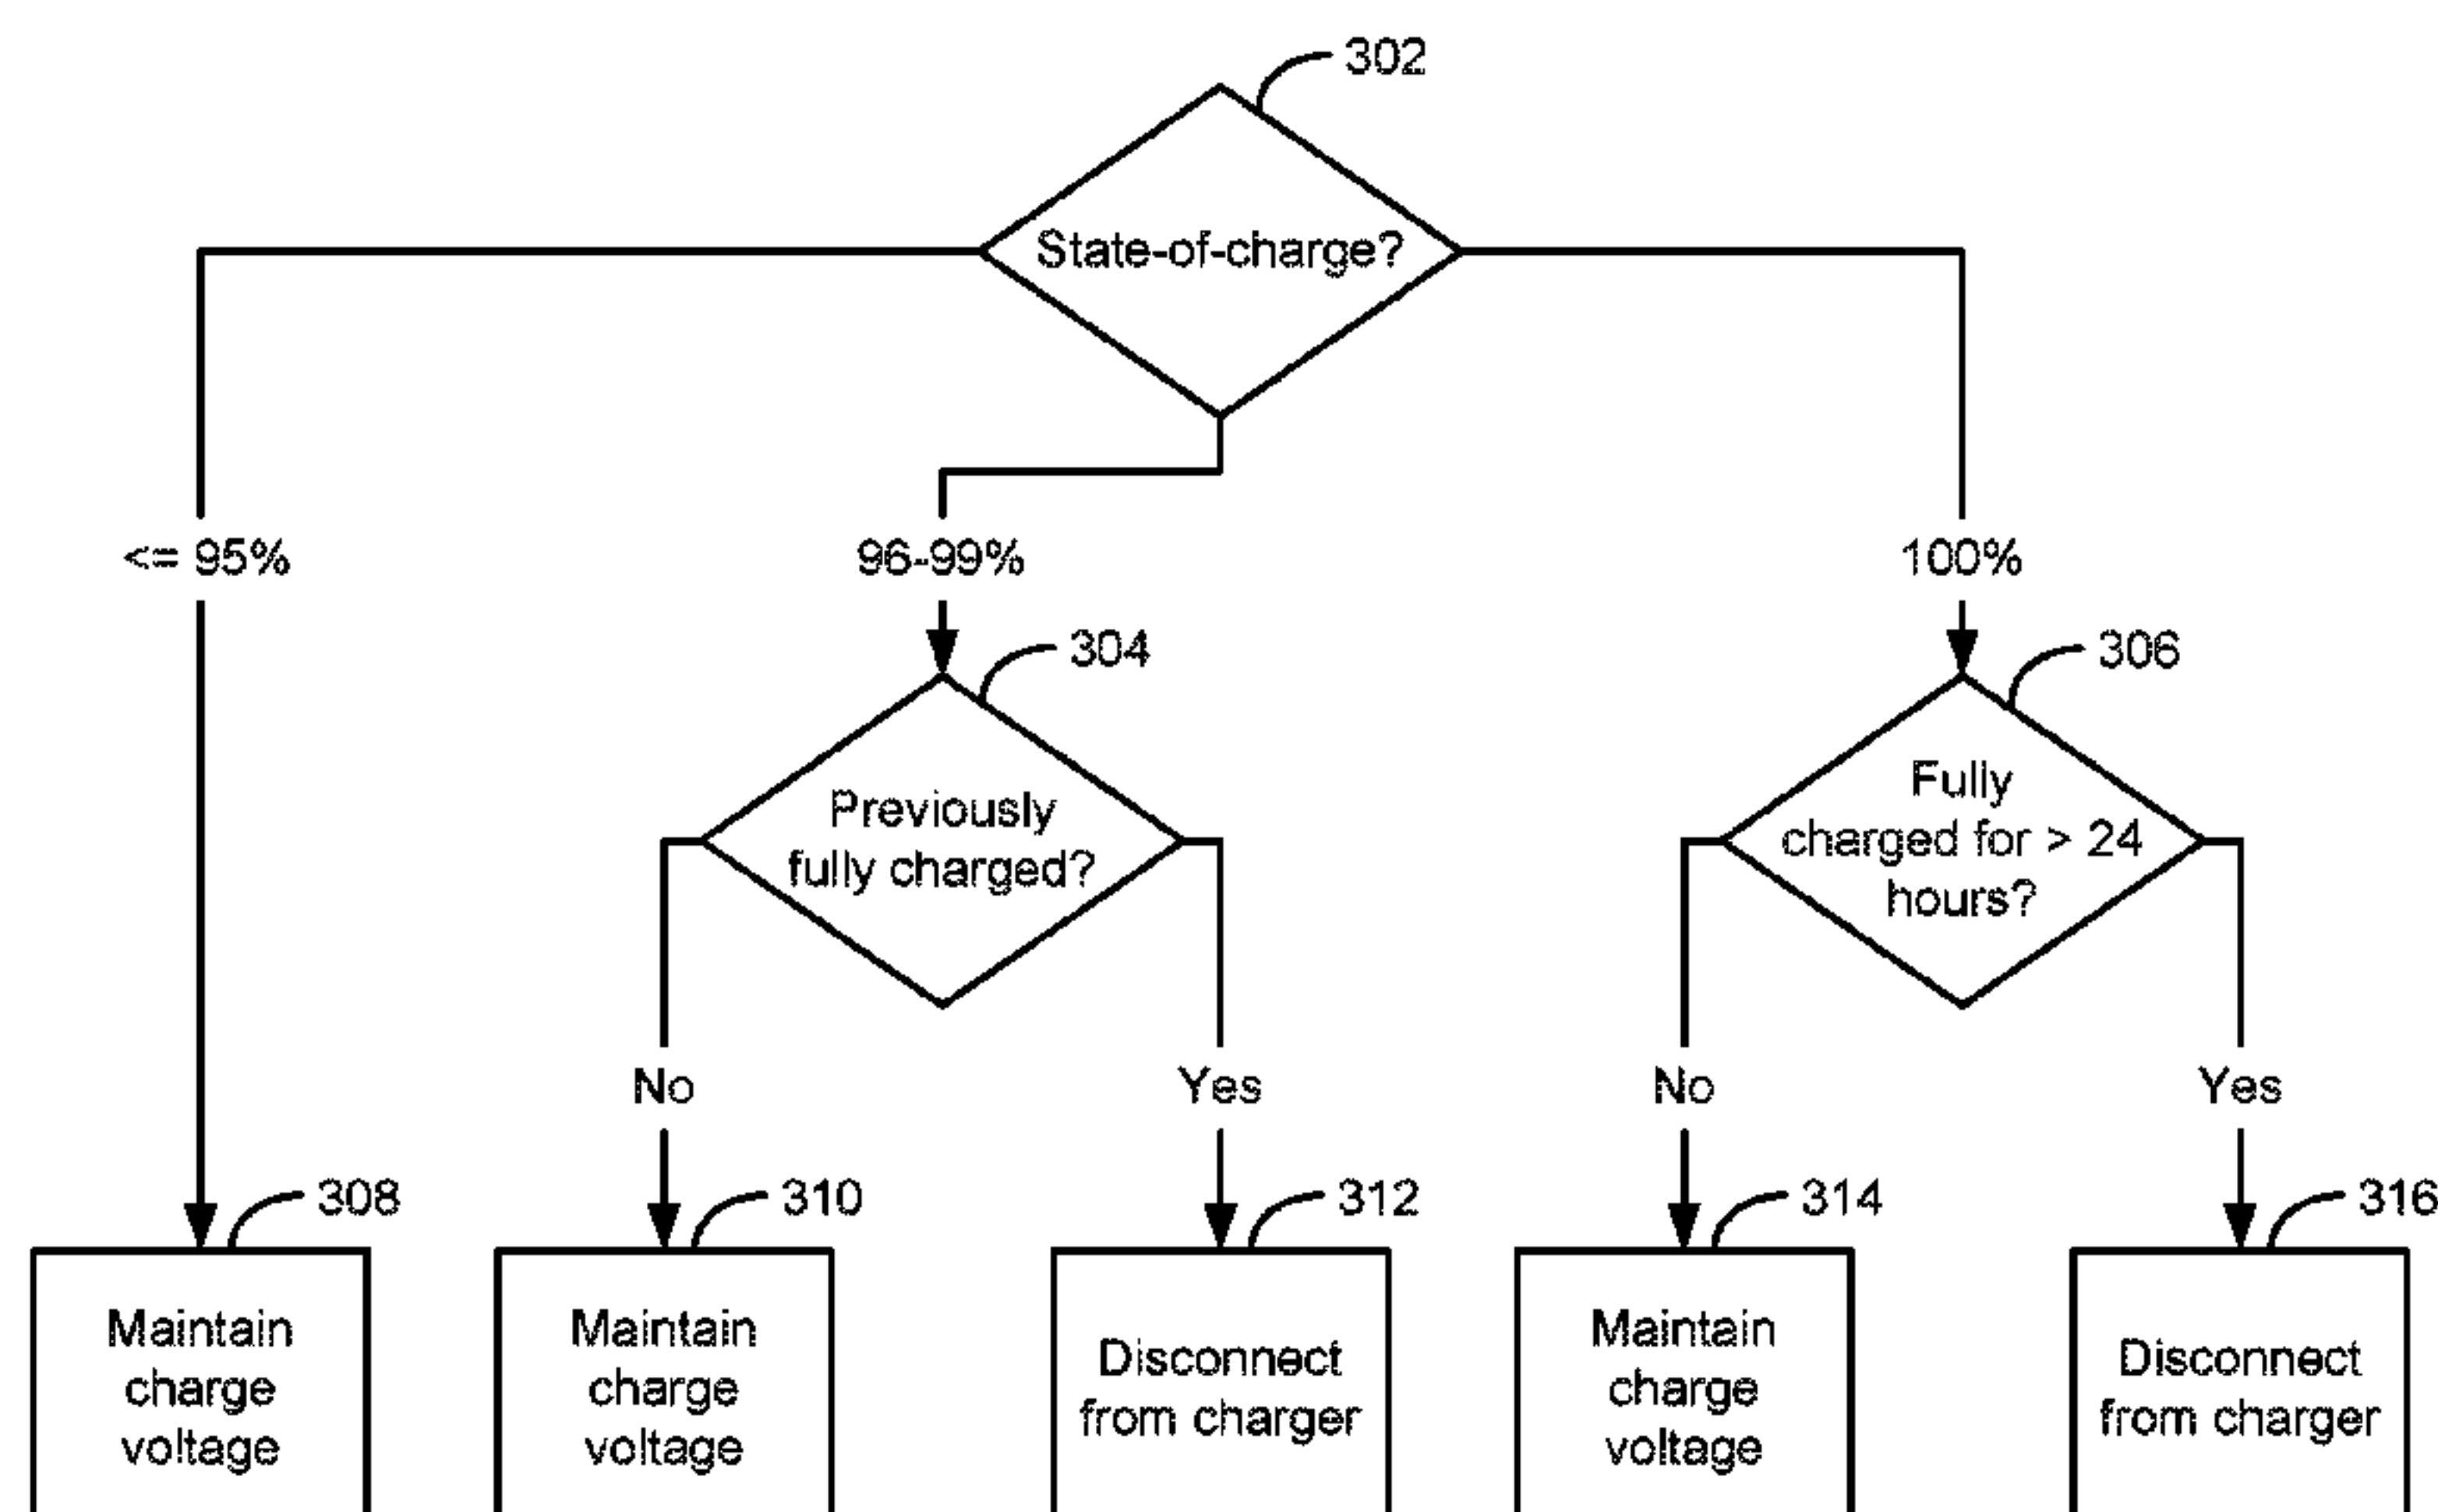 302
State-of-charge?
<= 95%
96-99%
100%
304
306
Previously
fully charged?
Fully
charged for > 24
hours?
No
Yes
No
Yes
308
310
312
314
316
Maintain
charge
voltage
Maintain
charge
voltage
Disconnect
from charger
Maintain
charge
voltage
Disconnect
from charger